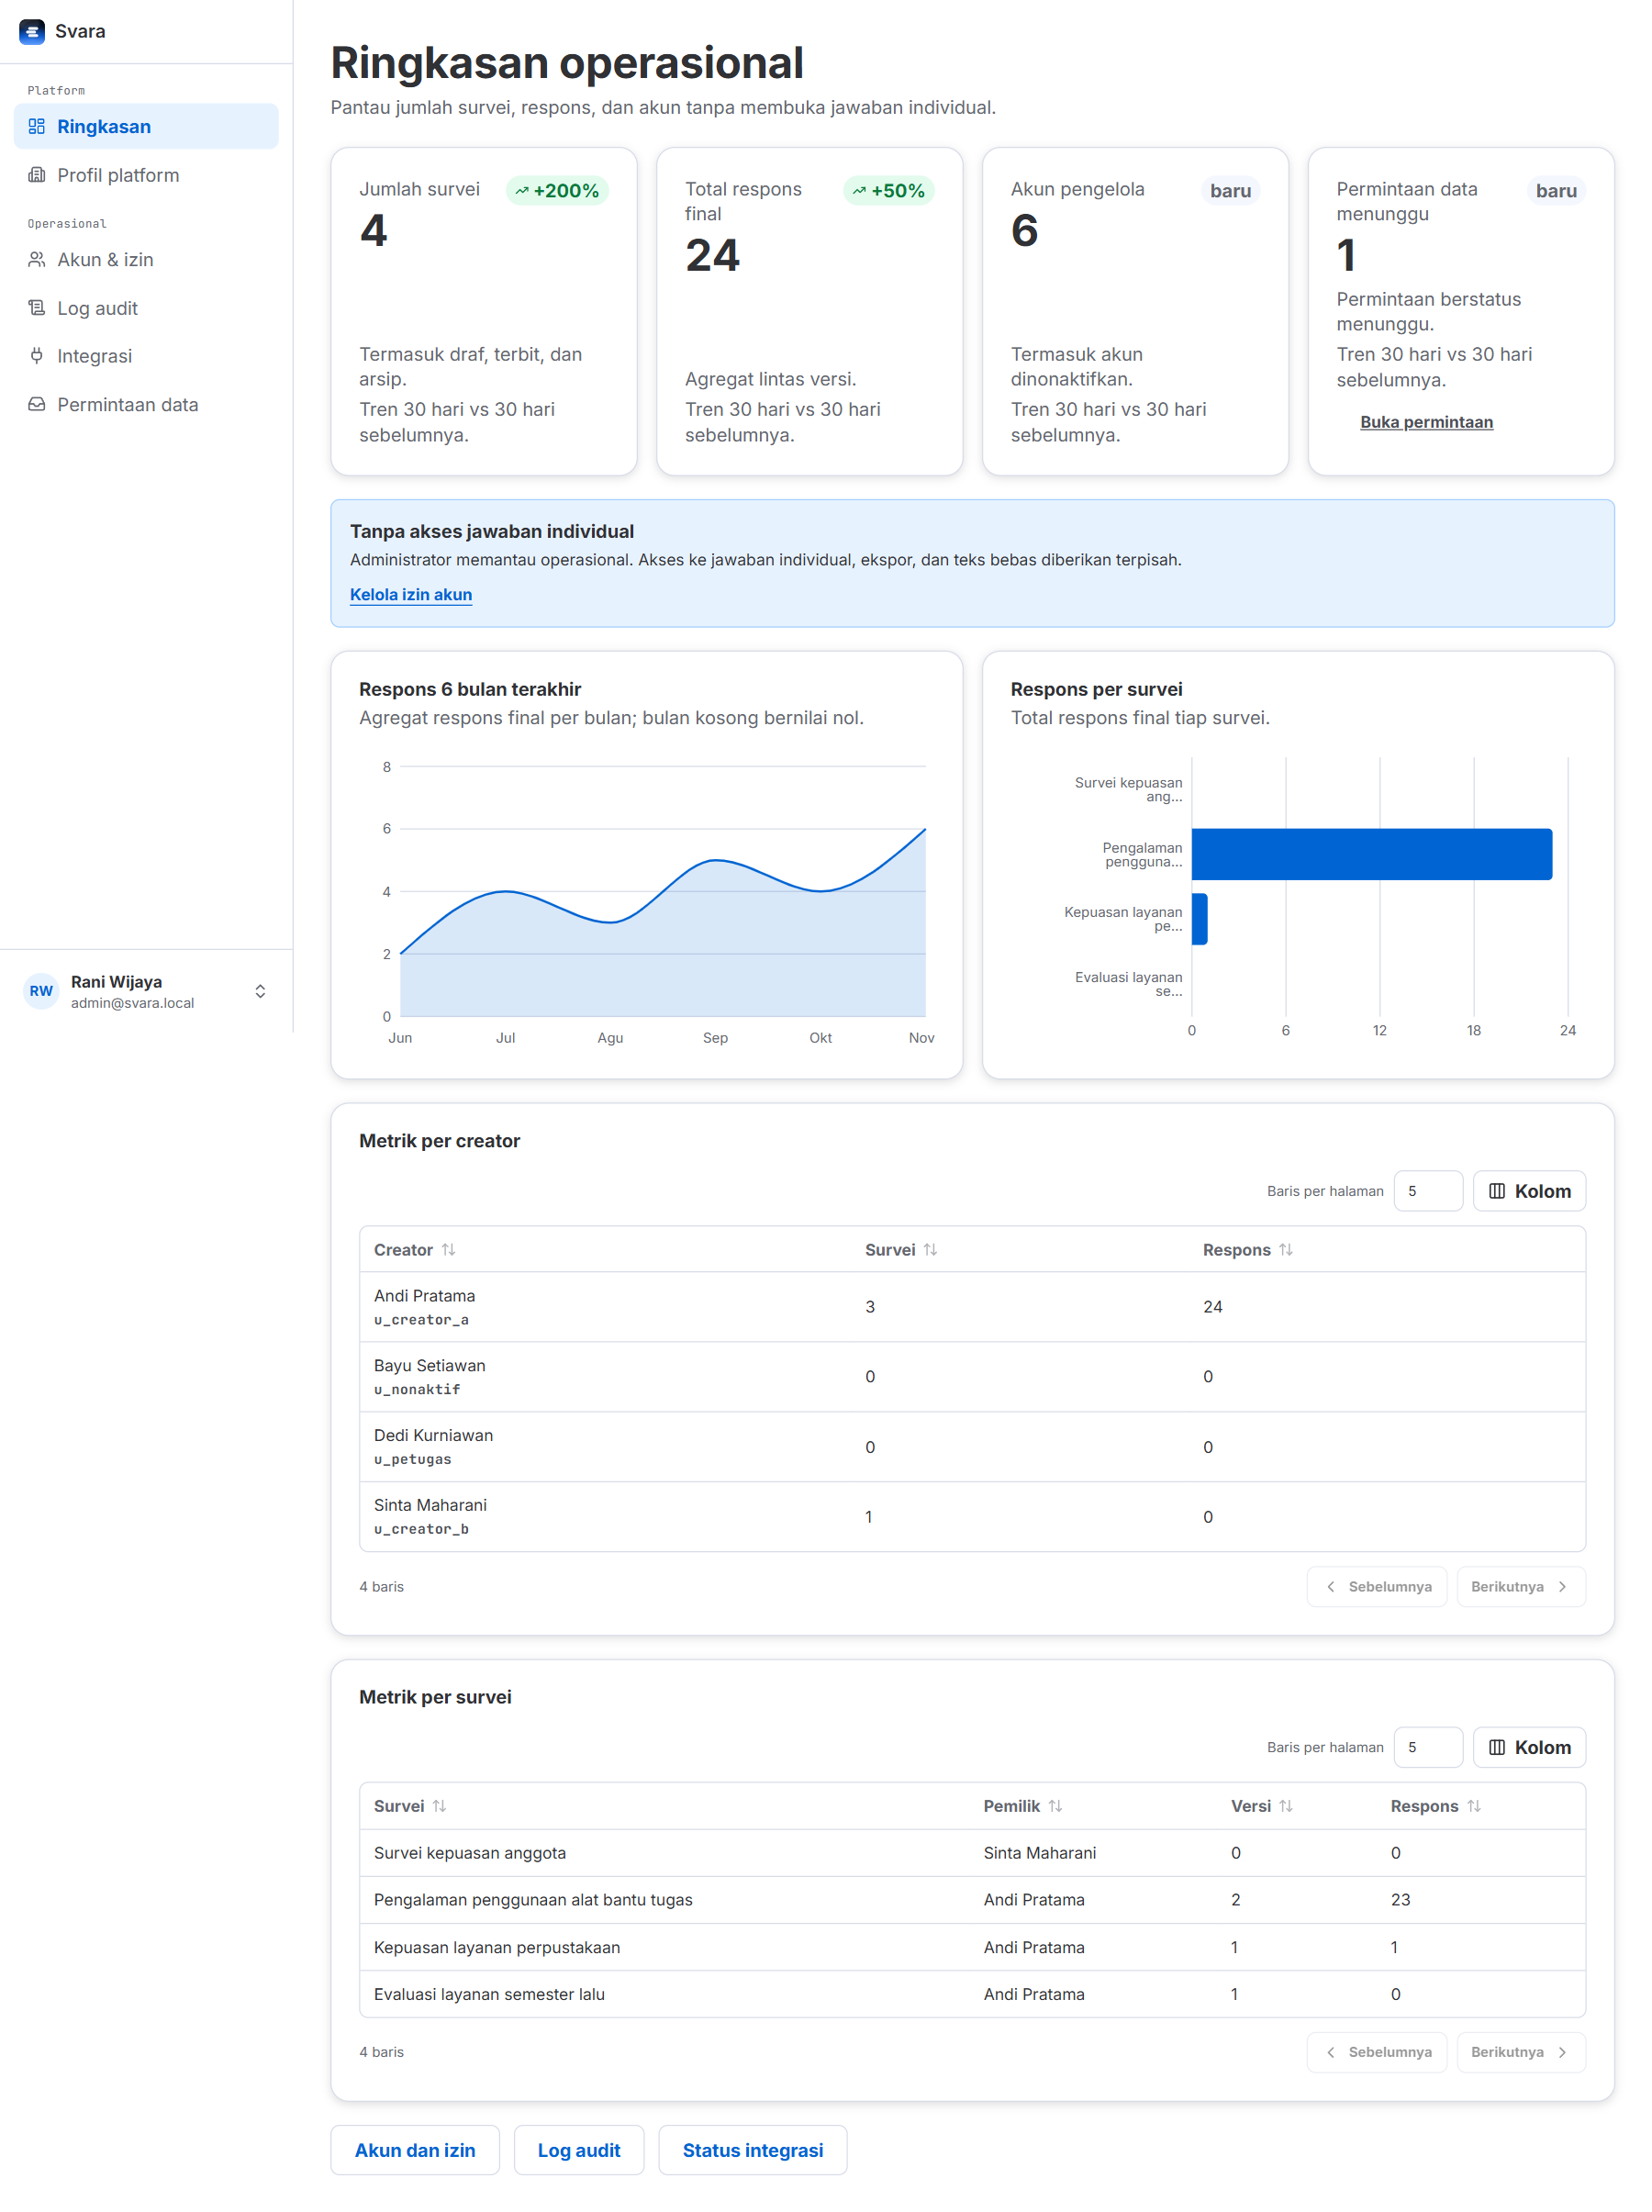 Svara
Platform
Ringkasan
Profil platform
Operasional
Akun & izin
Log audit
Integrasi
Permintaan data
RW
Rani Wijaya
admin@svara.local
Ringkasan operasional
Pantau jumlah survei, respons, dan akun tanpa membuka jawaban individual.
Jumlah survei
+200%
4
Termasuk draf, terbit, dan
arsip.
Tren 30 hari vs 30 hari
sebelumnya.
Total respons
final
+50%
24
Agregat lintas versi.
Tren 30 hari vs 30 hari
sebelumnya.
Akun pengelola
baru
6
Termasuk akun
dinonaktifkan.
Tren 30 hari vs 30 hari
sebelumnya.
Permintaan data
menunggu
baru
1
Permintaan berstatus
menunggu.
Tren 30 hari vs 30 hari
sebelumnya.
Buka permintaan
Tanpa akses jawaban individual
Administrator memantau operasional. Akses ke jawaban individual, ekspor, dan teks bebas diberikan terpisah.
Kelola izin akun
Respons 6 bulan terakhir
Agregat respons final per bulan; bulan kosong bernilai nol.
8
6
4
2
0
Jun Jul Agu Sep Okt Nov
Respons per survei
Total respons final tiap survei.
Survei kepuasan
ang...
Pengalaman
pengguna...
Kepuasan layanan
pe...
Evaluasi layanan
se...
0 6 12 18 24
Metrik per creator
Baris per halaman 5 Kolom
Creator Survei Respons
Andi Pratama
u_creator_a
3 24
Bayu Setiawan
u_nonaktif
0 0
Dedi Kurniawan
u_petugas
0 0
Sinta Maharani
u_creator_b
1 0
4 baris Sebelumnya Berikutnya
Metrik per survei
Baris per halaman 5 Kolom
Survei Pemilik Versi Respons
Survei kepuasan anggota Sinta Maharani 0 0
Pengalaman penggunaan alat bantu tugas Andi Pratama 2 23
Kepuasan layanan perpustakaan Andi Pratama 1 1
Evaluasi layanan semester lalu Andi Pratama 1 0
4 baris Sebelumnya Berikutnya
Akun dan izin Log audit Status integrasi